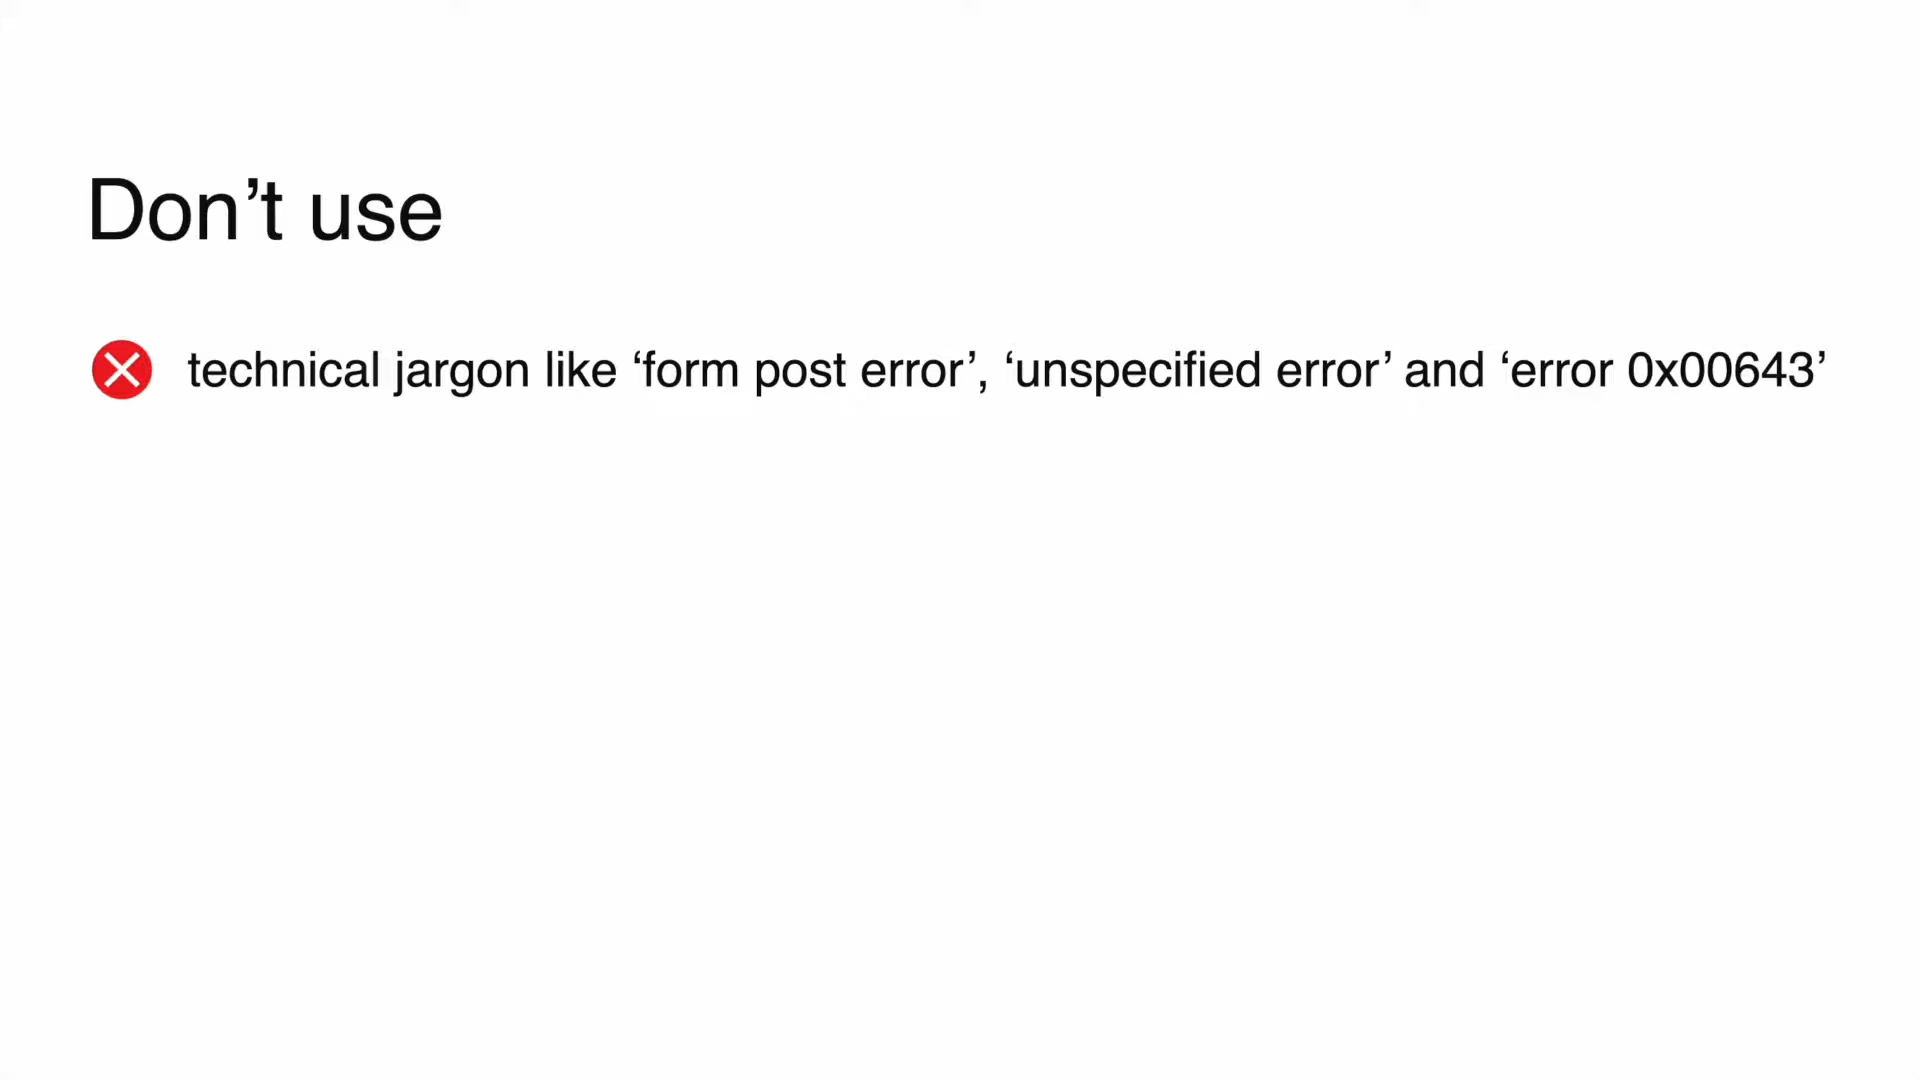 Don’t use
technical jargon like ‘form post error’, ‘unspecified error’ and ‘error 0x00643’